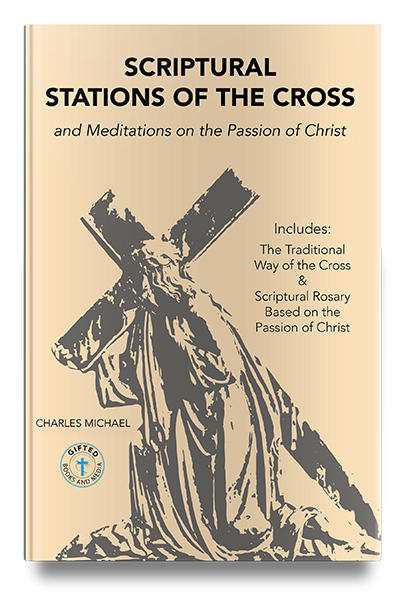 SCRIPTURAL
STATIONS OF THE CROSS
and Meditations on the Passion of Christ
Includes:
The Traditional
Way of the Cross
&
Scriptural Rosary
Based on the
Passion of Christ
CHARLES MICHAEL
GIFTED
BOOKS AND MEDIA